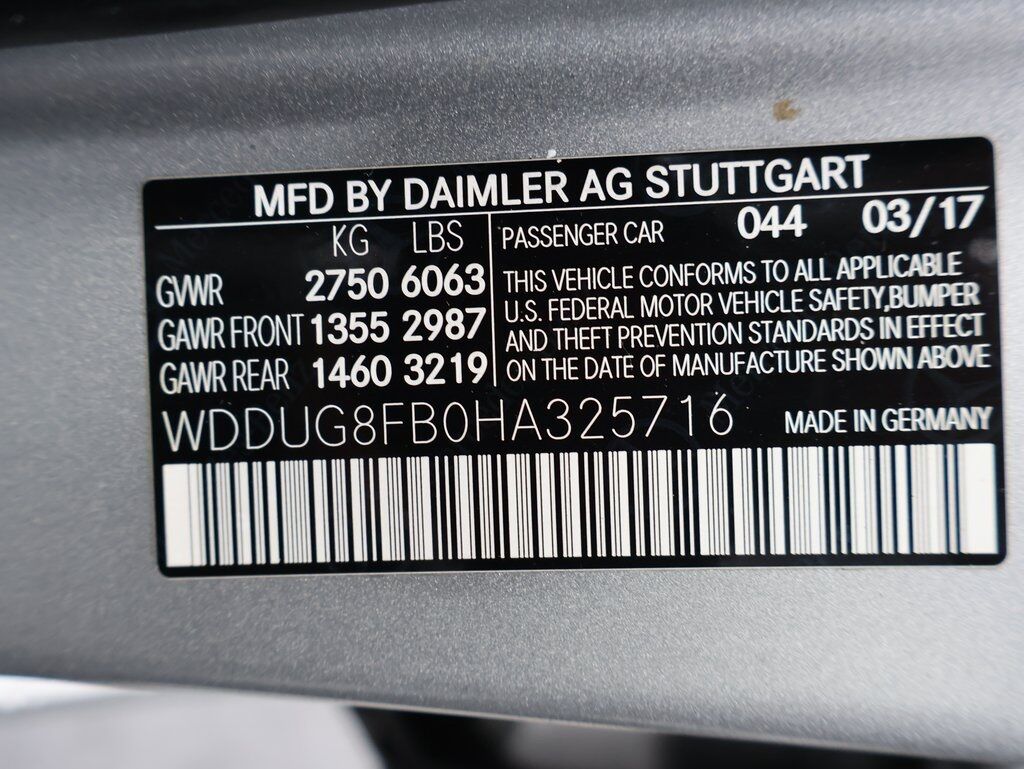 MFD BY DAIMLER AG STUTTGART
KG LBS
GVWR 2750 6063
GAWR FRONT 1355 2987
GAWR REAR 1460 3219
PASSENGER CAR 044 03/17
THIS VEHICLE CONFORMS TO ALL APPLICABLE
U.S. FEDERAL MOTOR VEHICLE SAFETY,BUMPER
AND THEFT PREVENTION STANDARDS IN EFFECT
ON THE DATE OF MANUFACTURE SHOWN ABOVE
WDDUG8FB0HA325716 MADE IN GERMANY